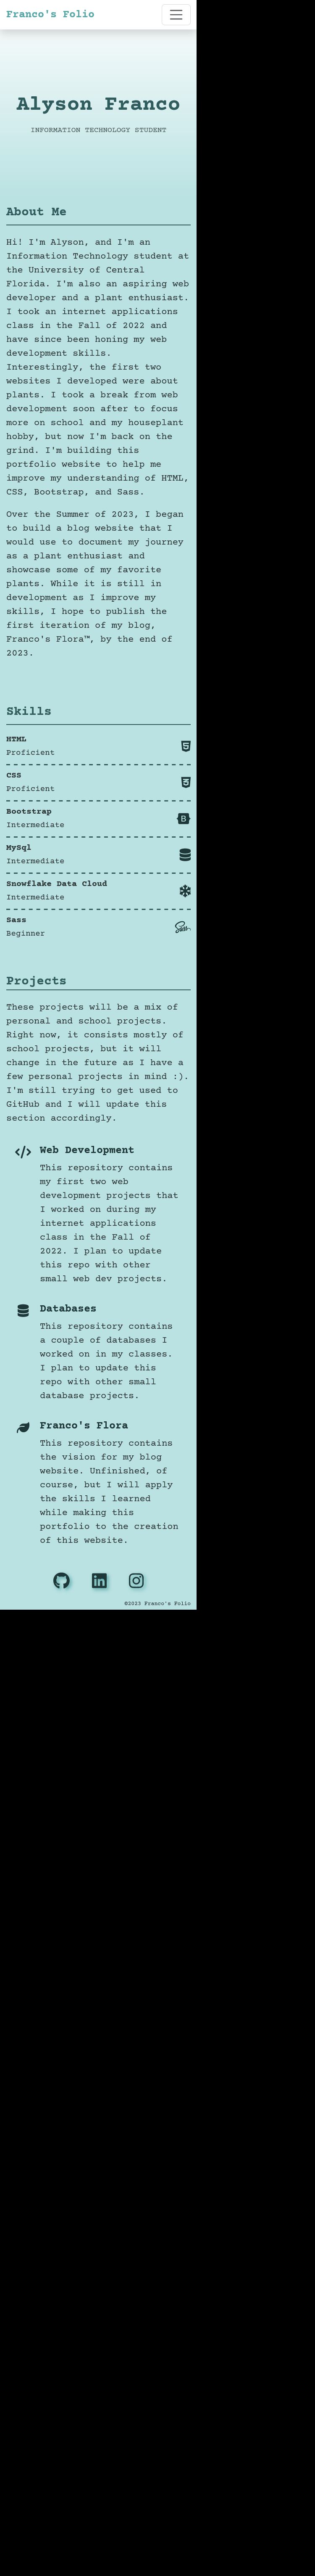 Franco's Folio
Alyson Franco
INFORMATION TECHNOLOGY STUDENT
About Me
Hi! I'm Alyson, and I'm an
Information Technology student at
the University of Central
Florida. I'm also an aspiring web
developer and a plant enthusiast.
I took an internet applications
class in the Fall of 2022 and
have since been honing my web
development skills.
Interestingly, the first two
websites I developed were about
plants. I took a break from web
development soon after to focus
more on school and my houseplant
hobby, but now I'm back on the
grind. I'm building this
portfolio website to help me
improve my understanding of HTML,
CSS, Bootstrap, and Sass.
Over the Summer of 2023, I began
to build a blog website that I
would use to document my journey
as a plant enthusiast and
showcase some of my favorite
plants. While it is still in
development as I improve my
skills, I hope to publish the
first iteration of my blog,
Franco's Flora™, by the end of
2023.
Skills
HTML
Proficient
CSS
Proficient
Bootstrap
Intermediate
MySql
Intermediate
Snowflake Data Cloud
Intermediate
Sass
Beginner
Projects
These projects will be a mix of
personal and school projects.
Right now, it consists mostly of
school projects, but it will
change in the future as I have a
few personal projects in mind :).
I'm still trying to get used to
GitHub and I will update this
section accordingly.
Web Development
This repository contains
my first two web
development projects that
I worked on during my
internet applications
class in the Fall of
2022. I plan to update
this repo with other
small web dev projects.
Databases
This repository contains
a couple of databases I
worked on in my classes.
I plan to update this
repo with other small
database projects.
Franco's Flora
This repository contains
the vision for my blog
website. Unfinished, of
course, but I will apply
the skills I learned
while making this
portfolio to the creation
of this website.
©2023 Franco's Folio